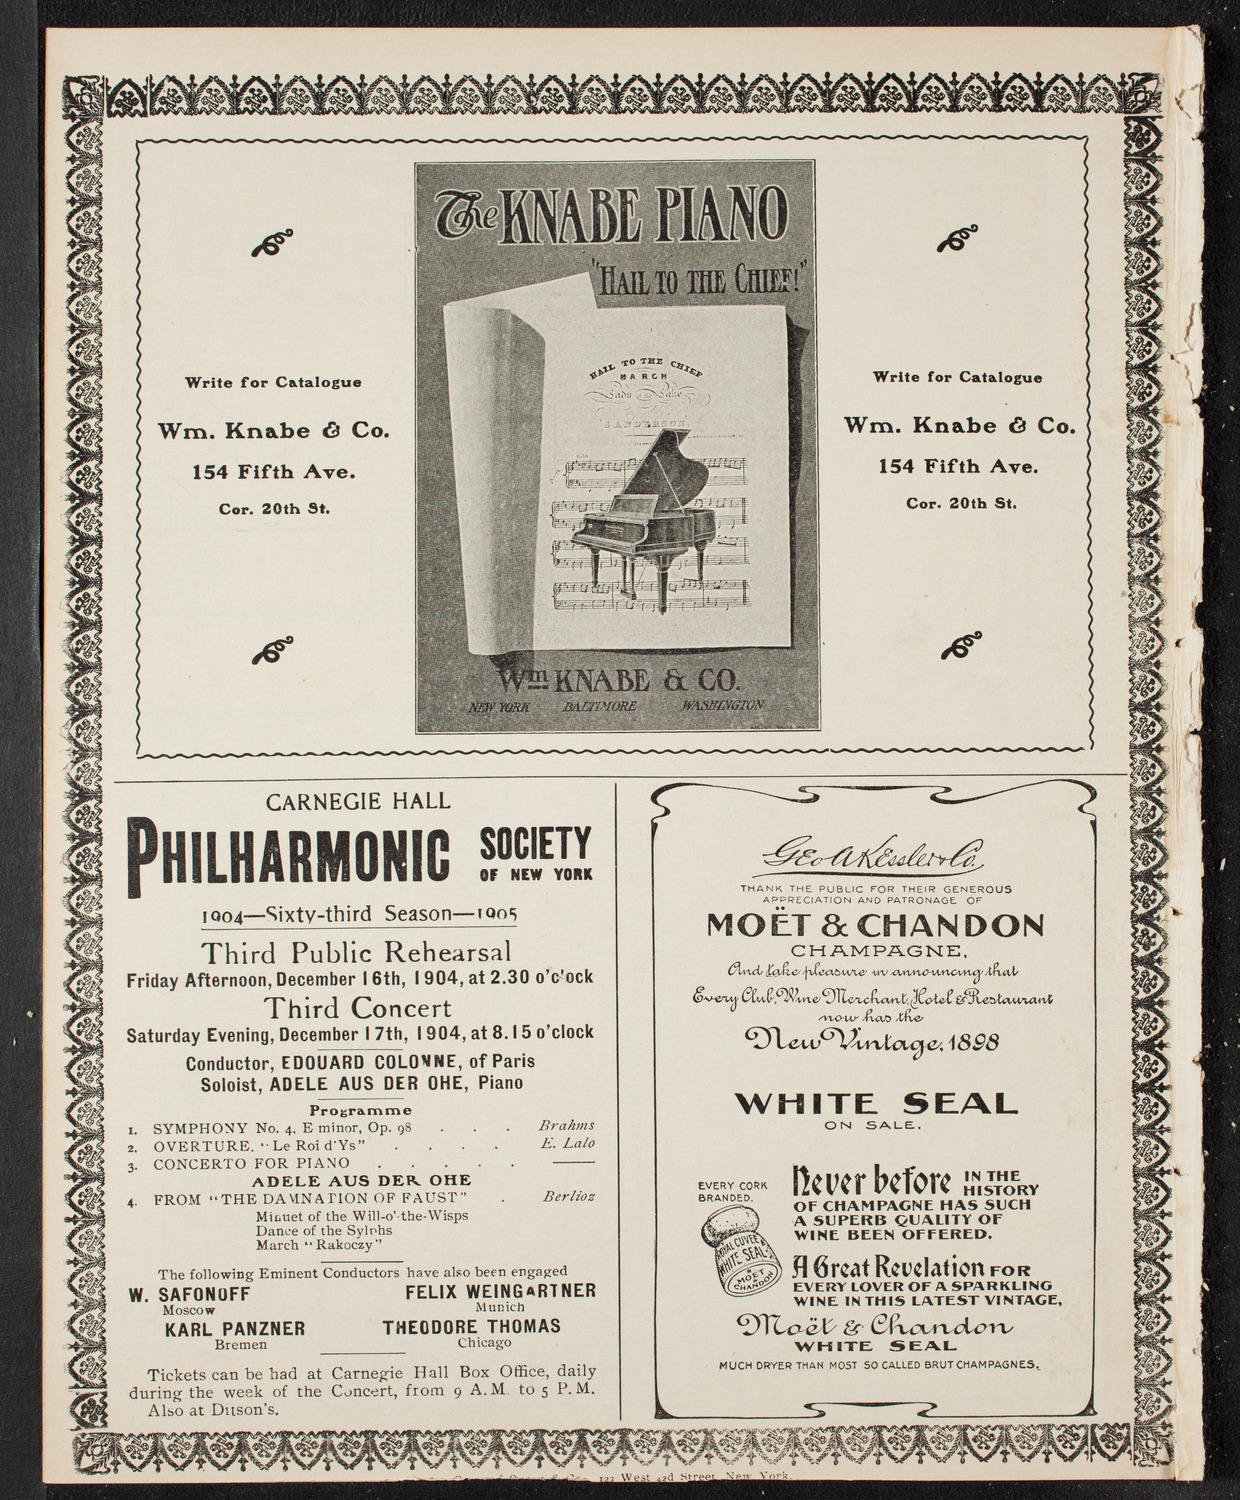 The KNABE PIANO
"HAIL TO THE CHIEF!"
HAIL TO THE CHIEF
MARCH
Lady Lake
SANDERSON
Wm KNABE & CO.
NEW YORK BALTIMORE WASHINGTON
Write for Catalogue
Wm. Knabe & Co.
154 Fifth Ave.
Cor. 20th St.
Write for Catalogue
Wm. Knabe & Co.
154 Fifth Ave.
Cor. 20th St.
CARNEGIE HALL
PHILHARMONIC SOCIETY
OF NEW YORK
1904—Sixty-third Season—1905
Third Public Rehearsal
Friday Afternoon, December 16th, 1904, at 2.30 o'c'ock
Third Concert
Saturday Evening, December 17th, 1904, at 8.15 o'clock
Conductor, EDOUARD COLONNE, of Paris
Soloist, ADELE AUS DER OHE, Piano
Programme
1. SYMPHONY No. 4, E minor, Op. 98 . . . Brahms
2. OVERTURE, "Le Roi d'Ys" . . . . E. Lalo
3. CONCERTO FOR PIANO . . . . . ——
ADELE AUS DER OHE
4. FROM "THE DAMNATION OF FAUST" . Berlioz
Minuet of the Will-o'-the-Wisps
Dance of the Sylphs
March "Rakoczy"
The following Eminent Conductors have also been engaged
W. SAFONOFF FELIX WEINGARTNER
Moscow Munich
KARL PANZNER THEODORE THOMAS
Bremen Chicago
Tickets can be had at Carnegie Hall Box Office, daily
during the week of the Concert, from 9 A.M. to 5 P.M.
Also at Ditson's.
Geo A Kessler & Co.
THANK THE PUBLIC FOR THEIR GENEROUS
APPRECIATION AND PATRONAGE OF
MOËT & CHANDON
CHAMPAGNE,
And take pleasure in announcing that
Every Club, Wine Merchant, Hotel & Restaurant
now has the
New Vintage, 1898
WHITE SEAL
ON SALE.
EVERY CORK
BRANDED.
ROYAL CUVEE
WHITE SEAL
MOET
&
CHANDON
Never before IN THE
HISTORY
OF CHAMPAGNE HAS SUCH
A SUPERB QUALITY OF
WINE BEEN OFFERED.
A Great Revelation FOR
EVERY LOVER OF A SPARKLING
WINE IN THIS LATEST VINTAGE,
Moët & Chandon
WHITE SEAL
MUCH DRYER THAN MOST SO CALLED BRUT CHAMPAGNES.
123 West 42d Street, New York.